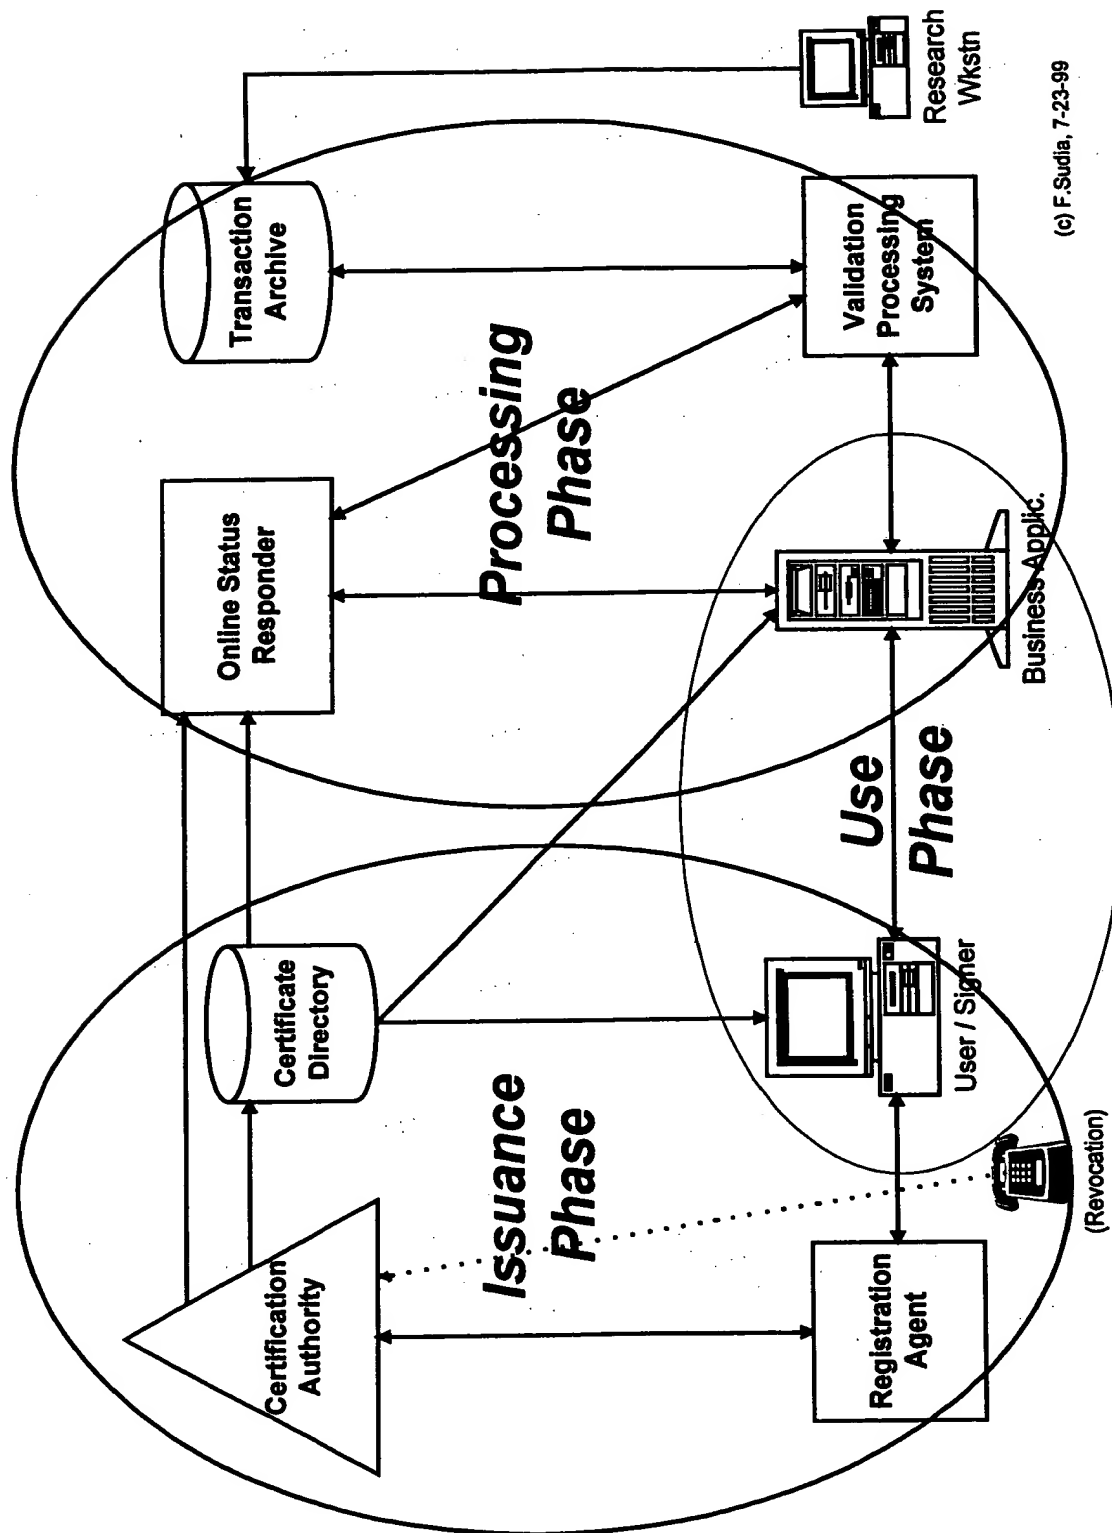 Certification
Authority
Certificate
Directory
Online Status
Responder
Transaction
Archive
Issuance
Phase
Processing
Phase
Use
Phase
Registration
Agent
(Revocation)
User / Signer
Business Applic.
Validation
Processing
System
Research
Wkstn
(c) F.Sudia, 7-23-99